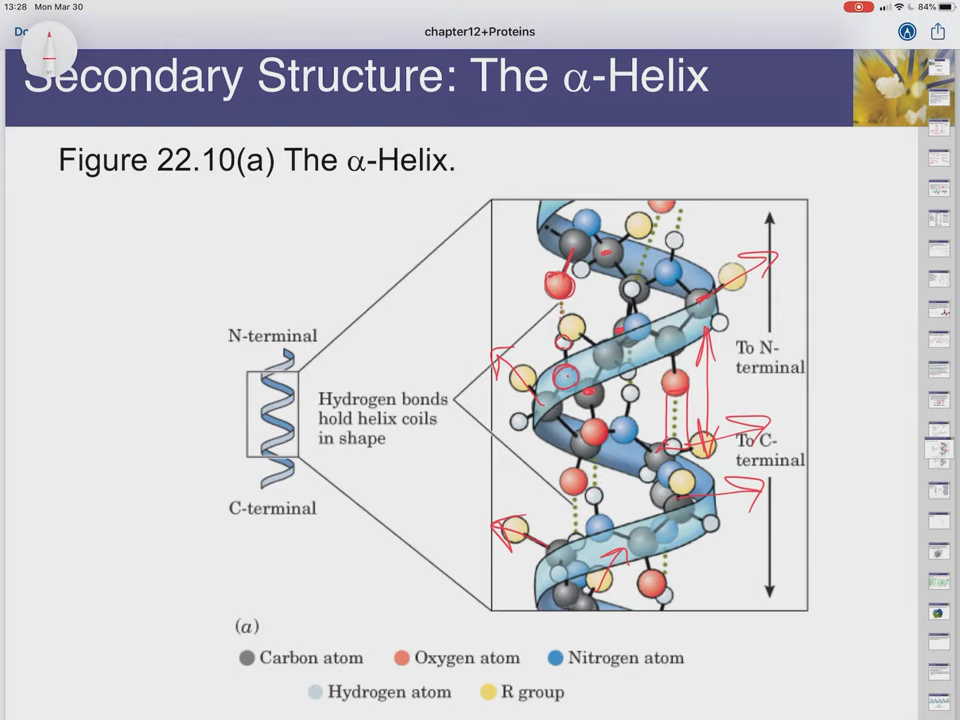 13:28 Mon Mar 30
84%
chapter12+Proteins
Secondary Structure: The α-Helix
Figure 22.10(a) The α-Helix.
N-terminal
Hydrogen bonds
hold helix coils
in shape
C-terminal
To N-
terminal
To C-
terminal
(a)
Carbon atom Oxygen atom Nitrogen atom
Hydrogen atom R group